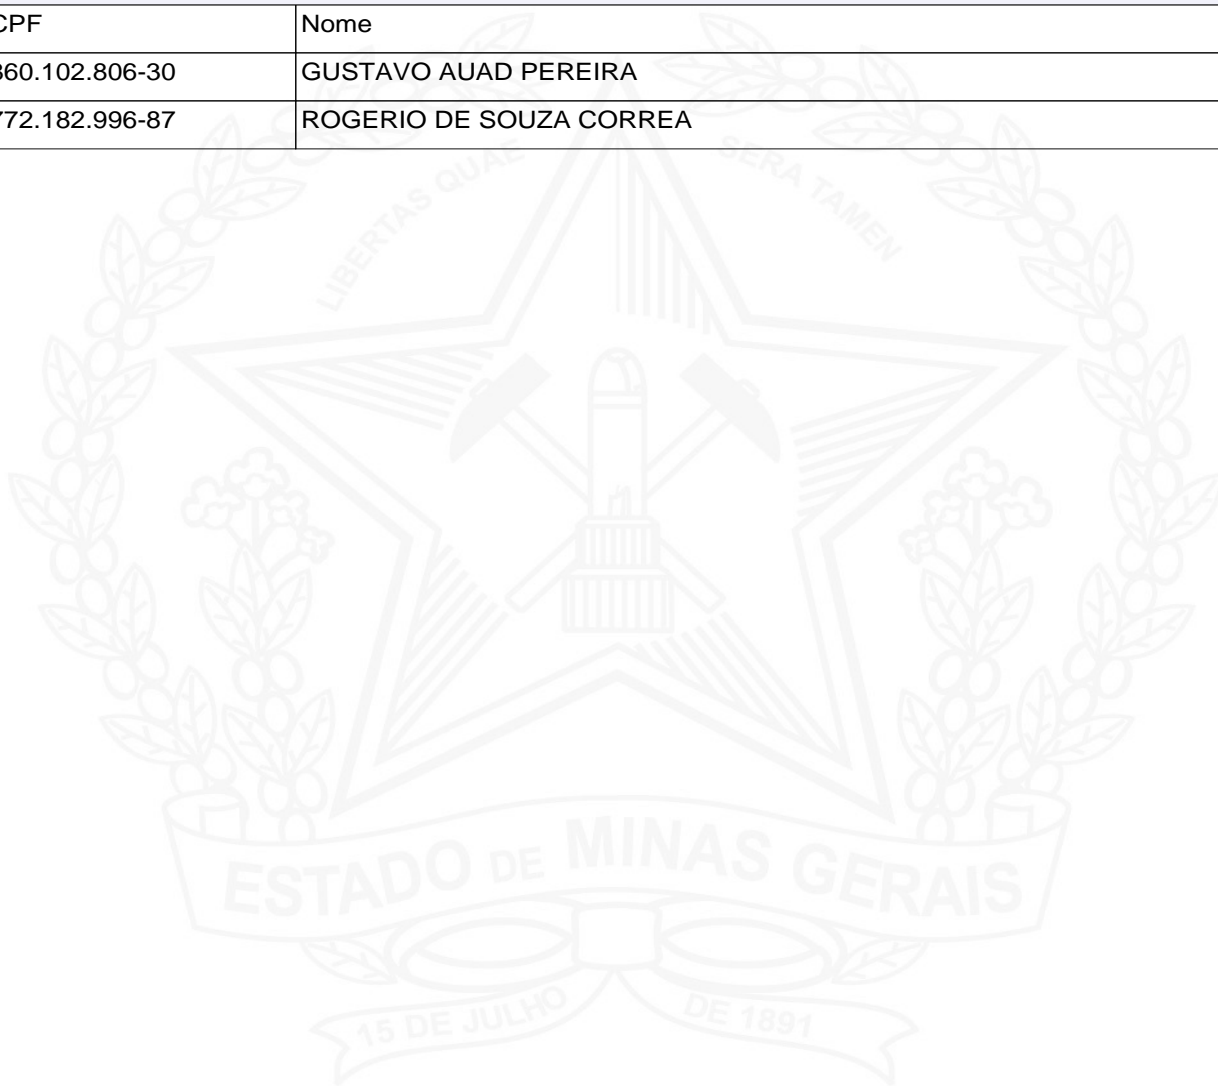 CPF Nome
360.102.806-30 GUSTAVO AUAD PEREIRA
772.182.996-87 ROGERIO DE SOUZA CORREA
LIBERTAS QUAE SERA TAMEN
ESTADO DE MINAS GERAIS
15 DE JULHO DE 1891